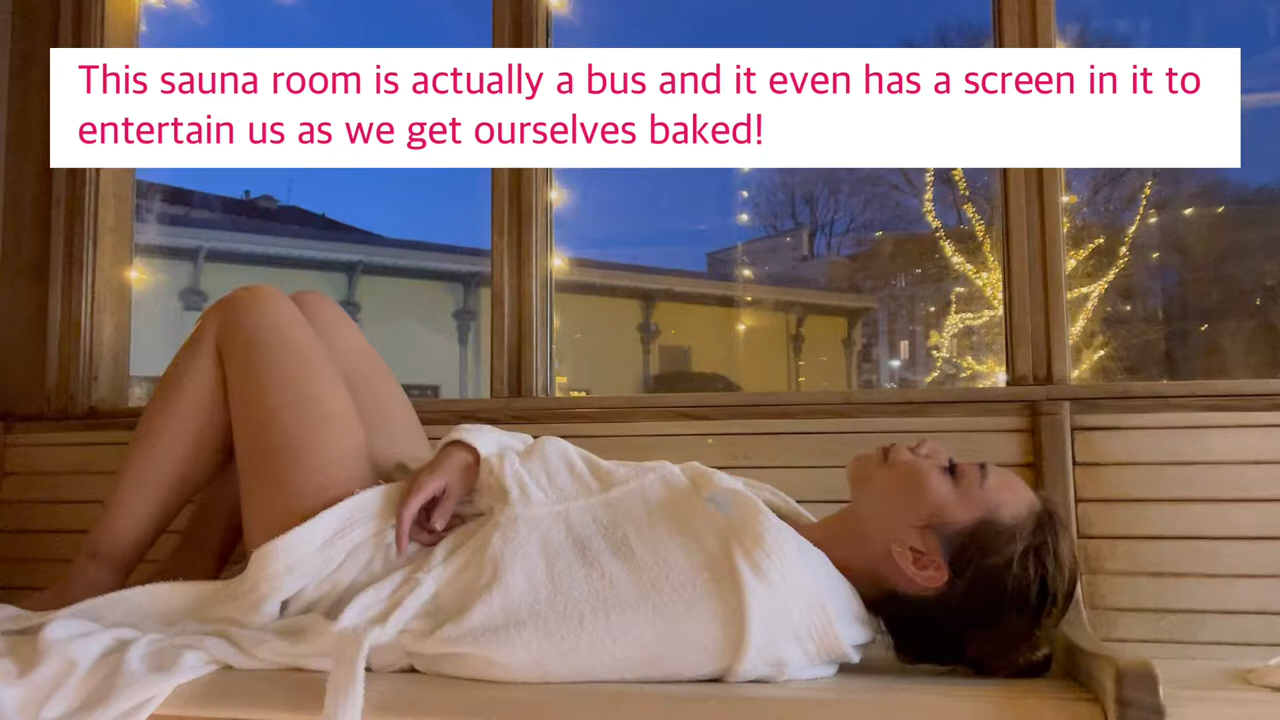 This sauna room is actually a bus and it even has a screen in it to
entertain us as we get ourselves baked!